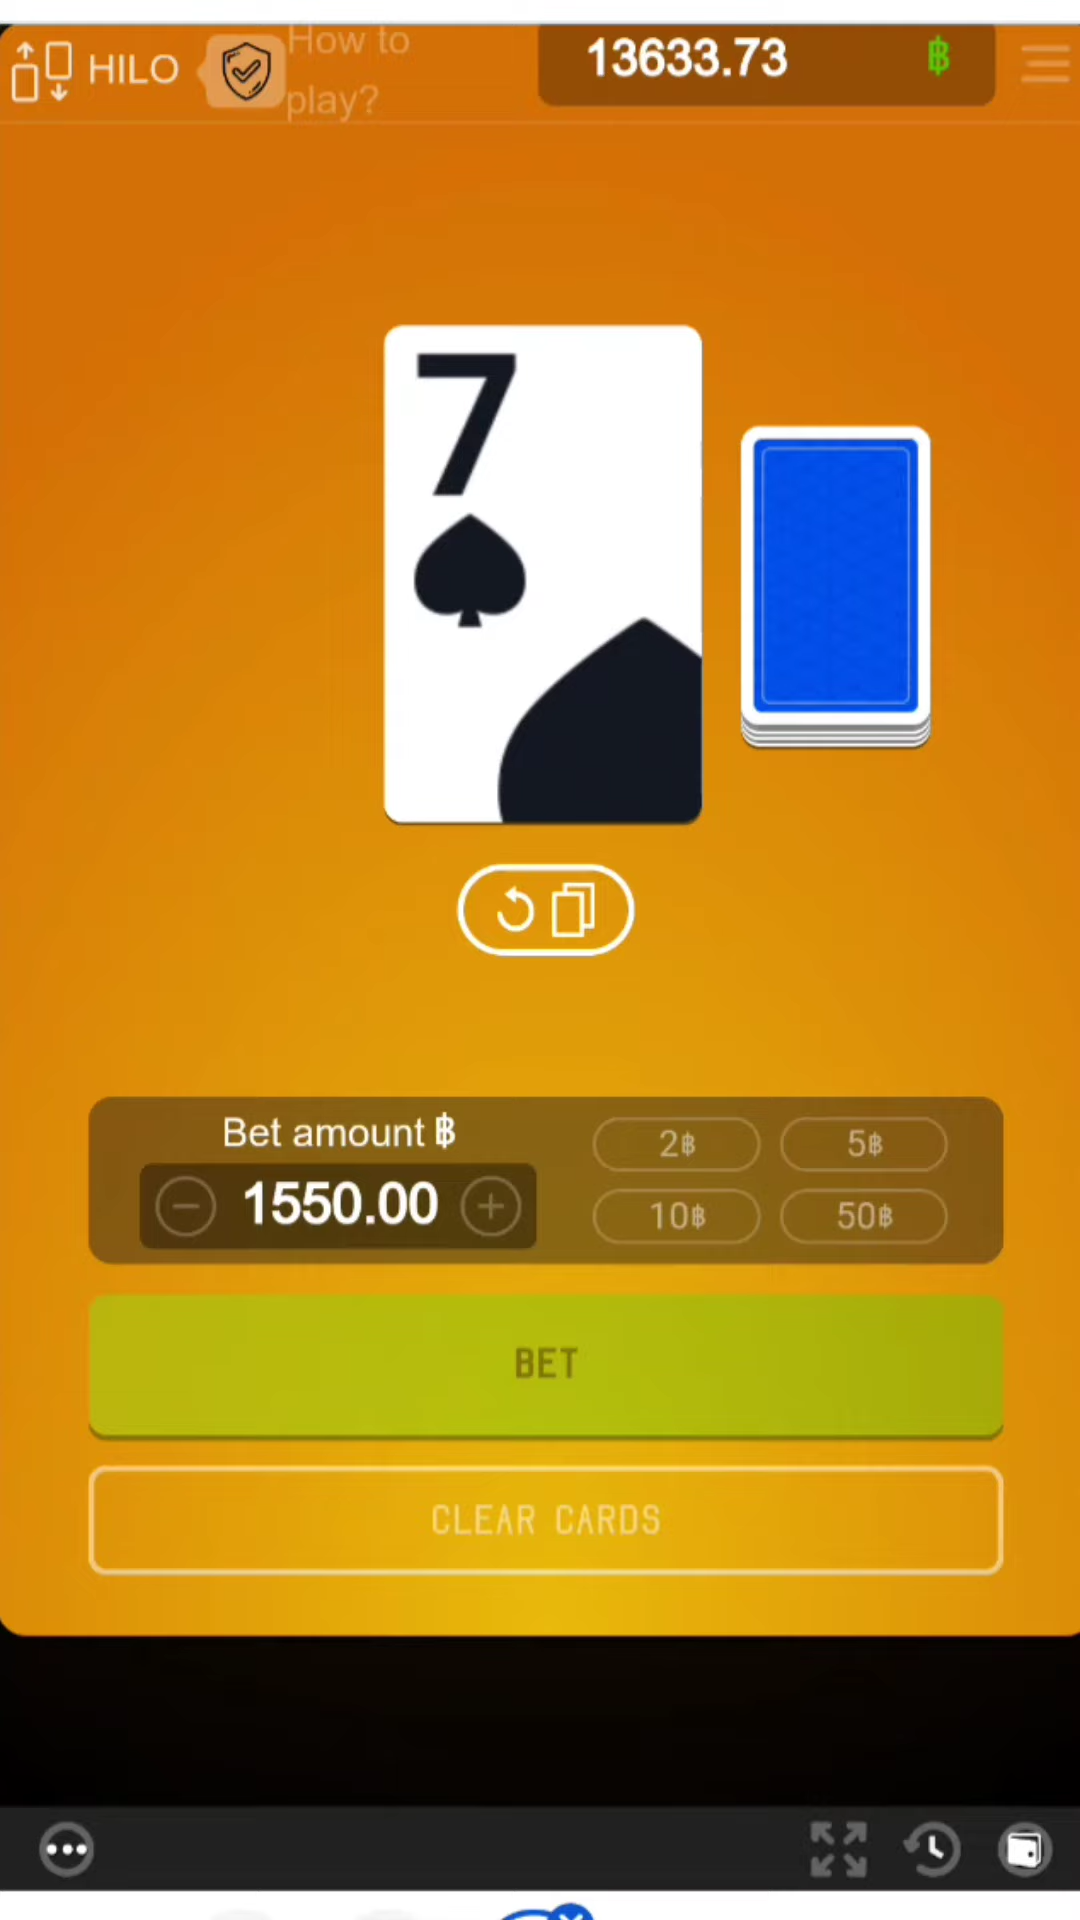 HILO
How to
play?
13633.73 ฿
7
Bet amount ฿
1550.00
2฿
5฿
10฿
50฿
BET
CLEAR CARDS